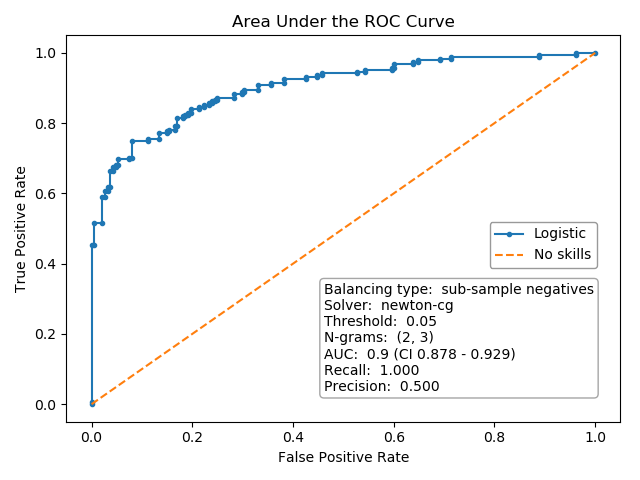 Area Under the ROC Curve
True Positive Rate
1.0
0.8
0.6
0.4
0.2
0.0
Logistic
No skills
Balancing type: sub-sample negatives
Solver: newton-cg
Threshold: 0.05
N-grams: (2, 3)
AUC: 0.9 (CI 0.878 - 0.929)
Recall: 1.000
Precision: 0.500
0.0 0.2 0.4 0.6 0.8 1.0
False Positive Rate